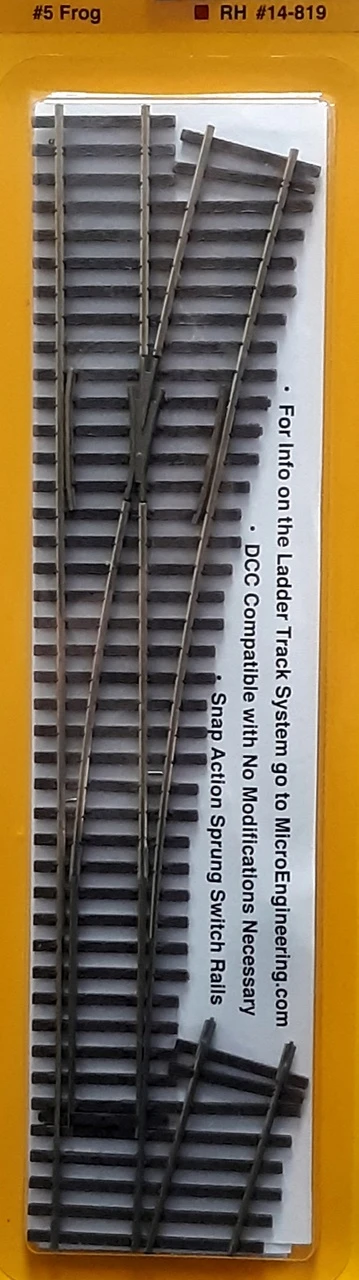 #5 Frog
RH #14-819
• For Info on the Ladder Track System go to MicroEngineering.com
• DCC Compatible with No Modifications Necessary
• Snap Action Sprung Switch Rails